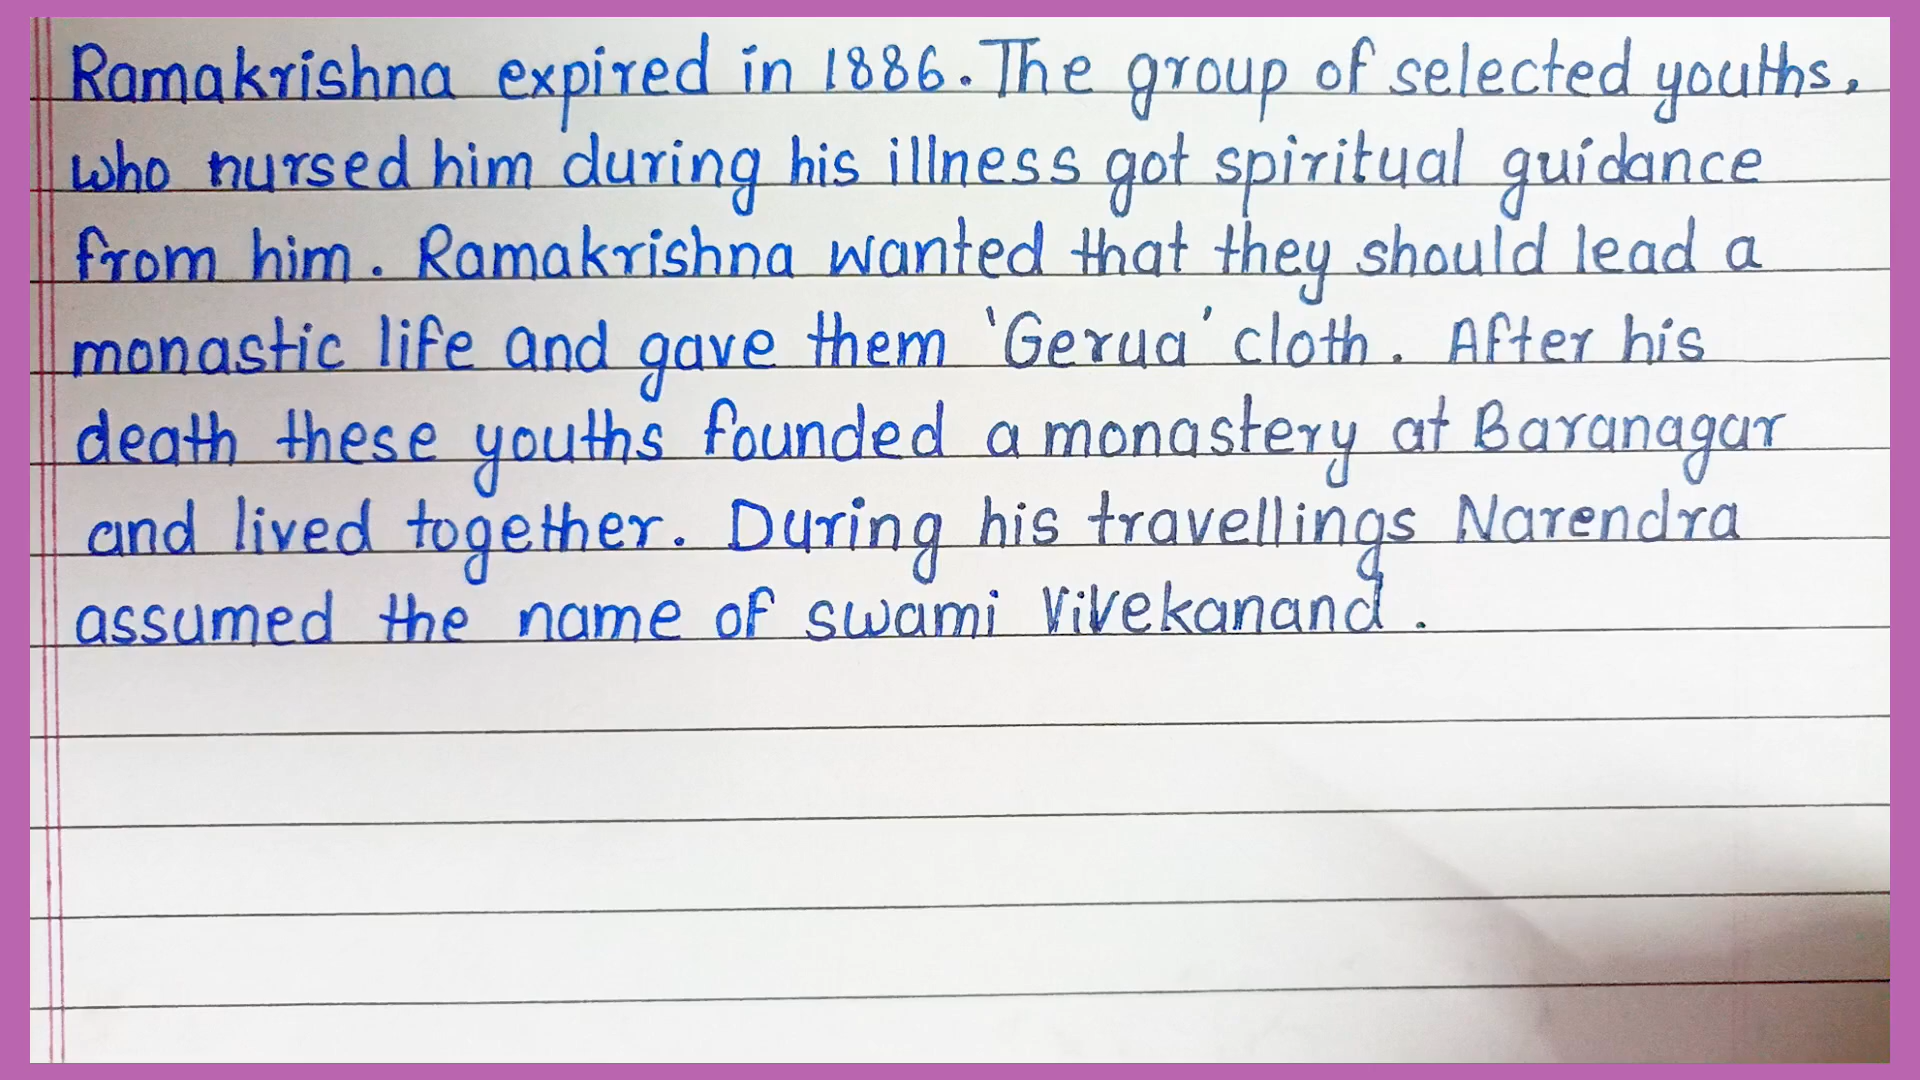 Ramakrishna expired in 1886. The group of selected youths,
who nursed him during his illness got spiritual guidance
from him. Ramakrishna wanted that they should lead a
monastic life and gave them 'Gerua' cloth. After his
death these youths founded a monastery at Baranagar
and lived together. During his travellings Narendra
assumed the name of swami Vivekanand.